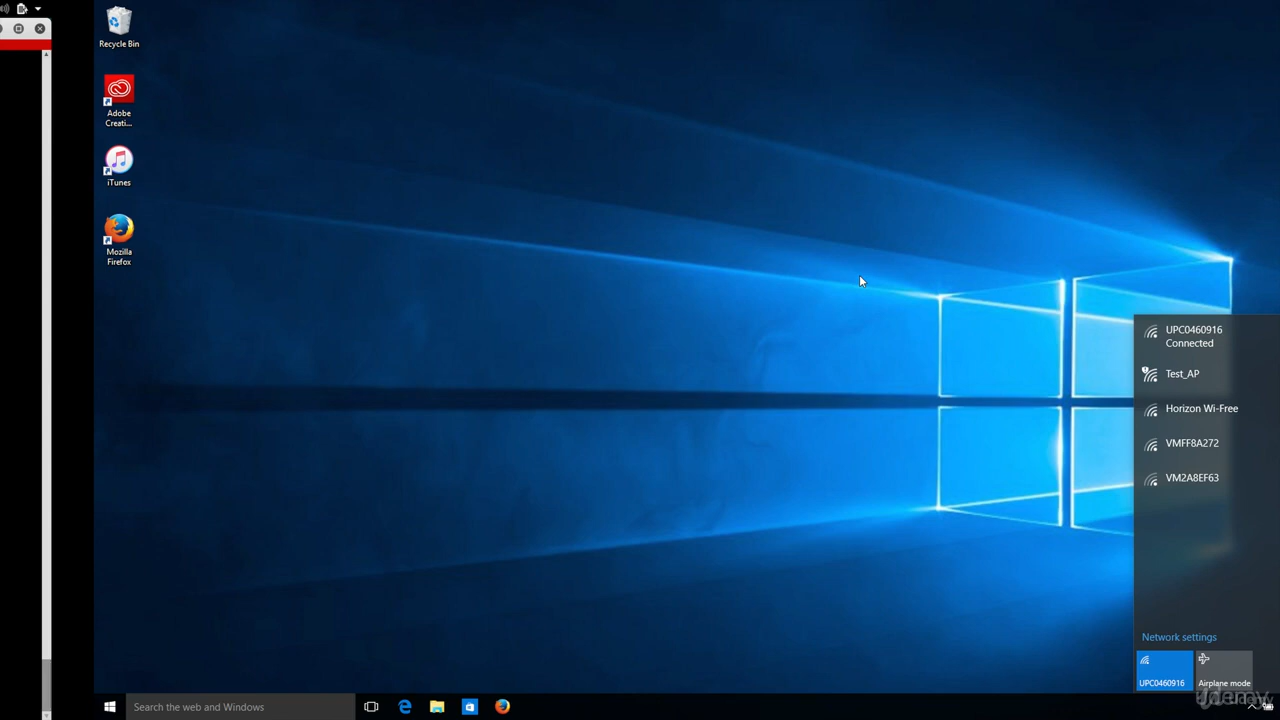 Recycle Bin
Adobe
Creati...
iTunes
Mozilla
Firefox
UPC0460916
Connected
Test_AP
Horizon Wi-Free
VMFF8A272
VM2A8EF63
Network settings
UPC0460916
Airplane mode
Search the web and Windows
udemy